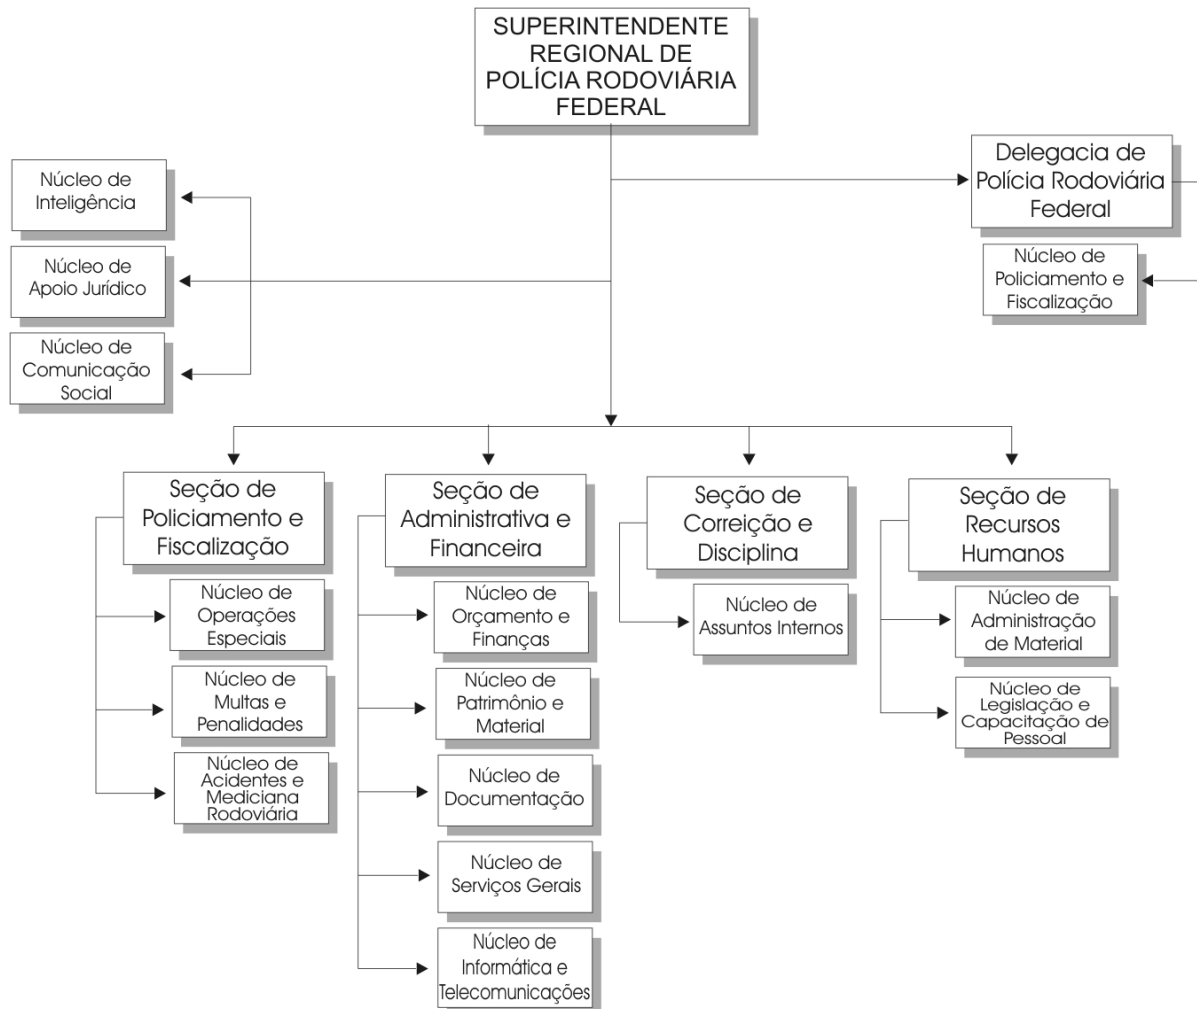 SUPERINTENDENTE
REGIONAL DE
POLÍCIA RODOVIÁRIA
FEDERAL
Delegacia de
Polícia Rodoviária
Federal
Núcleo de
Policiamento e
Fiscalização
Núcleo de
Inteligência
Núcleo de
Apoio Jurídico
Núcleo de
Comunicação
Social
Seção de
Policiamento e
Fiscalização
Núcleo de
Operações
Especiais
Núcleo de
Multas e
Penalidades
Núcleo de
Acidentes e
Mediciana
Rodoviária
Seção de
Administrativa e
Financeira
Núcleo de
Orçamento e
Finanças
Núcleo de
Patrimônio e
Material
Núcleo de
Documentação
Núcleo de
Serviços Gerais
Núcleo de
Informática e
Telecomunicações
Seção de
Correição e
Disciplina
Núcleo de
Assuntos Internos
Seção de
Recursos
Humanos
Núcleo de
Administração
de Material
Núcleo de
Legislação e
Capacitação de
Pessoal